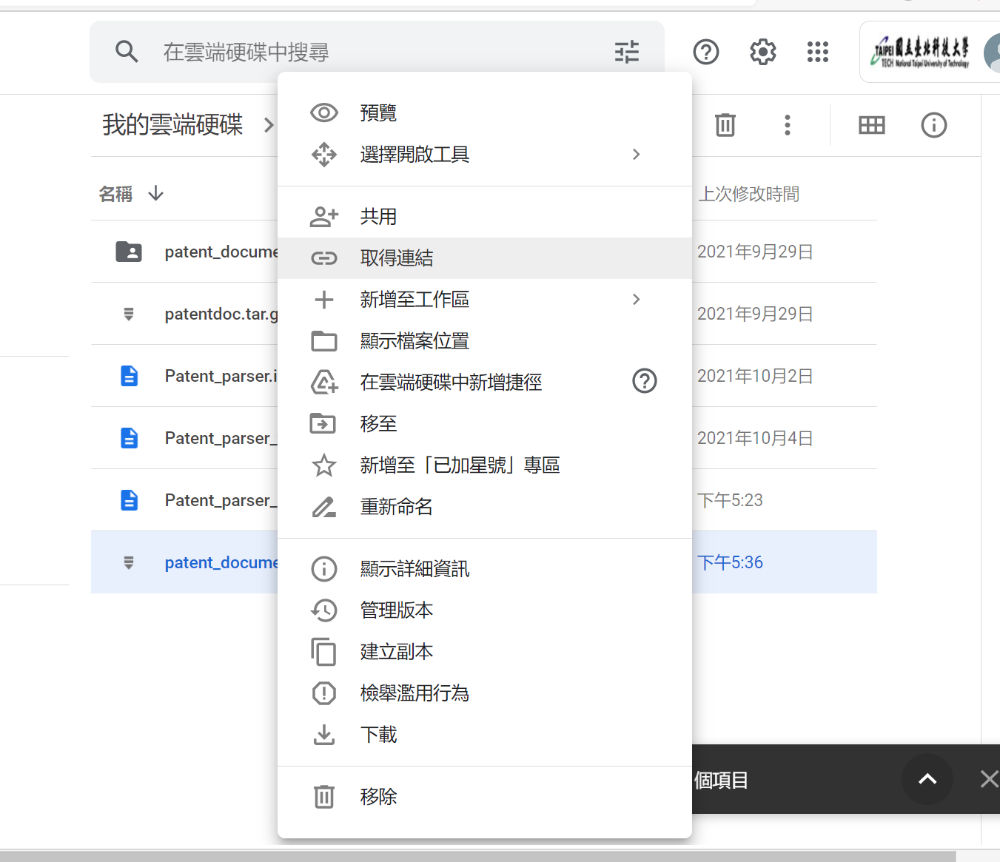 在雲端硬碟中搜尋
TAIPEI TECH 國立臺北科技大學
National Taipei University of Technology
我的雲端硬碟
名稱
上次修改時間
patent_docume
2021年9月29日
patentdoc.tar.g
2021年9月29日
Patent_parser.i
2021年10月2日
Patent_parser_
2021年10月4日
Patent_parser_
下午5:23
patent_docume
下午5:36
預覽
選擇開啟工具
共用
取得連結
新增至工作區
顯示檔案位置
在雲端硬碟中新增捷徑
移至
新增至「已加星號」專區
重新命名
顯示詳細資訊
管理版本
建立副本
檢舉濫用行為
下載
移除
個項目